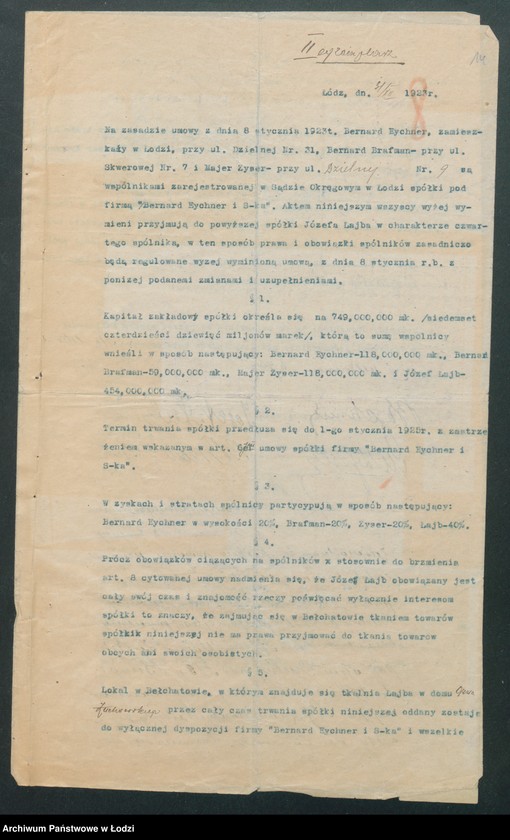 II egzemplarz
14
Łódz, dn. 1923r.
Na zasadzie umowy z dnia 8 stycznia 1923t. Bernard Eychner, zamiesz-
kały w Łodzi, przy ul. Dzielnej Nr. 31, Bernard Brafman- przy ul.
Skwerowej Nr. 7 i Majer Zyser- przy ul. Dzielnej Nr. 9 są
wspólnikami zarejestrowanej w Sądzie Okręgowym w Łodzi spółki pod
firmą "Bernard Eychner i S-ka". Aktem niniejszym wszyscy wyżej wy-
mieni przyjmują do powyższej spółki Józefa Lajba w charakterze czwar-
tego spólnika, w ten sposób prawa i obowiązki spólników zasadniczo
będą regulowane wyżej wymienioną umową, z dnia 8 stycznia r.b. z
poniżej podanemi zmianami i uzupełnieniami.
§ 1.
Kapitał zakładowy spółki określa się na 749,000,000 mk. /siedemset
czterdzieści dziewięć miljonów marek/, którą to sumę wspolnicy
wnieśli w sposób następujący: Bernard Eychner-118,000,000 mk., Bernard
Brafman-59,000,000 mk., Majer Zyser-118,000,000 mk. i Józef Lajb-
454,000,000 mk.
§ 2.
Termin trwania spółki przedłuza się do 1-go stycznia 1925r. z zastrze
żeniem wskazanym w art. umowy spółki firmy "Bernard Eychner i
S-ka".
§ 3.
W zyskach i stratach spólnicy partycypują w sposób następujący:
Bernard Eychner w wysokości 20%, Brafman-20%, Zyser-20%, Lajb-40%.
§ 4.
Prócz obowiązków ciążących na spólników z stosownie do brzmienia
art. 8 cytowanej umowy nadmienia się, że Józef Lajb obowiązany jest
cały swój czas i znajomość rzeczy poświęcać wyłącznie interesom
spółki to znaczy, że zajmując się w Bełchatowie tkaniem towarów
spółkik niniejszej nie ma prawa przyjmować do tkania towarow
obcych ani swoich osobistych.
§ 5.
Lokal w Bełchatowie, w którym znajduje się tkalnia Lajba w domu
przez cały czas trwania spółki niniejszej oddany zostaje
do wyłącznej dyspozycji firmy "Bernard Eychner i S-ka" i wszelkie
Archiwum Państwowe w Łodzi